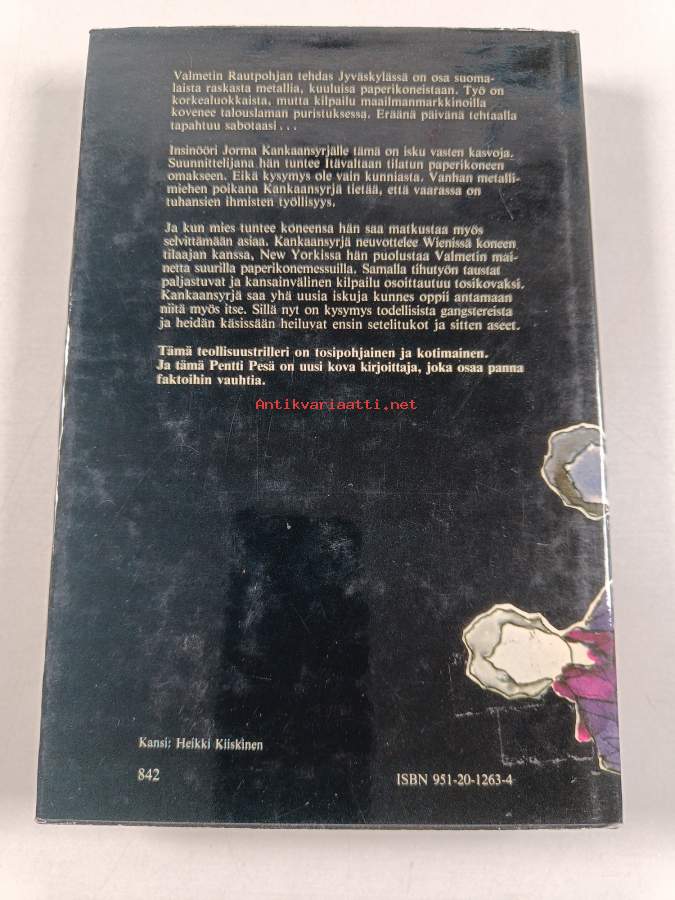 Valmetin Rautpohjan tehdas Jyväskylässä on osa suoma-
laista raskasta metallia, kuuluisa paperikoneistaan. Työ on
korkealuokkaista, mutta kilpailu maailmanmarkkinoilla
kovenee talouslaman puristuksessa. Eräänä päivänä tehtaalla
tapahtuu sabotaasi...
Insinööri Jorma Kankaansyrjälle tämä on isku vasten kasvoja.
Suunnittelijana hän tuntee Itävaltaan tilatun paperikoneen
omakseen. Eikä kysymys ole vain kunniasta. Vanhan metalli-
miehen poikana Kankaansyrjä tietää, että vaarassa on
tuhansien ihmisten työllisyys.
Ja kun mies tuntee koneensa hän saa matkustaa myös
selvittämään asiaa. Kankaansyrjä neuvottelee Wienissä koneen
tilaajan kanssa, New Yorkissa hän puolustaa Valmetin mai-
netta suurilla paperikonemessuilla. Samalla tihutyön taustat
paljastuvat ja kansainvälinen kilpailu osoittautuu tosikovaksi.
Kankaansyrjä saa yhä uusia iskuja kunnes oppii antamaan
niitä myös itse. Sillä nyt on kysymys todellisista gangstereista
ja heidän käsissään heiluvat ensin setelitukot ja sitten aseet.
Tämä teollisuustrilleri on tosipohjainen ja kotimainen.
Ja tämä Pentti Pesä on uusi kova kirjoittaja, joka osaa panna
faktoihin vauhtia.
Antikvariaatti.net
Kansi: Heikki Kiiskinen
842
ISBN 951-20-1263-4